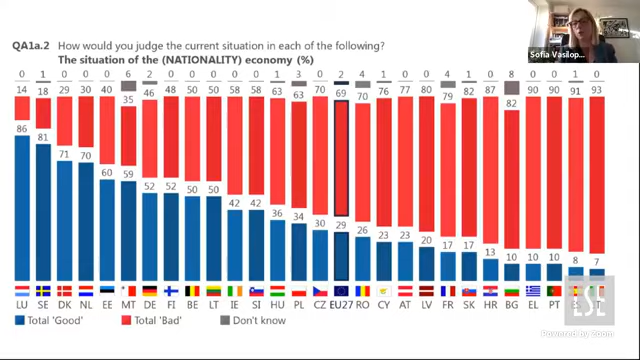 QA1a.2 How would you judge the current situation in each of the following?
The situation of the (NATIONALITY) economy (%)
Sofia Vasilop...
0 1 0 0 0 6 2 0 0 0 0 0 1 3 0 2 4 1 0 0 4 1 0 8 0 0 1 0
14 18 29 30 40 35 46 48 50 50 58 58 63 63 70 69 70 76 77 80 79 82 87 82 90 90 91 93
86 81 71 70 60 59 52 52 50 50 42 42 36 34 30 29 26 23 23 20 17 17 13 10 10 10 8 7
LU SE DK NL EE MT DE FI BE LT IE SI HU PL CZ EU27 RO CY AT LV FR SK HR BG EL PT
Total 'Good' Total 'Bad' Don't know
LSE
Powered by Zoom